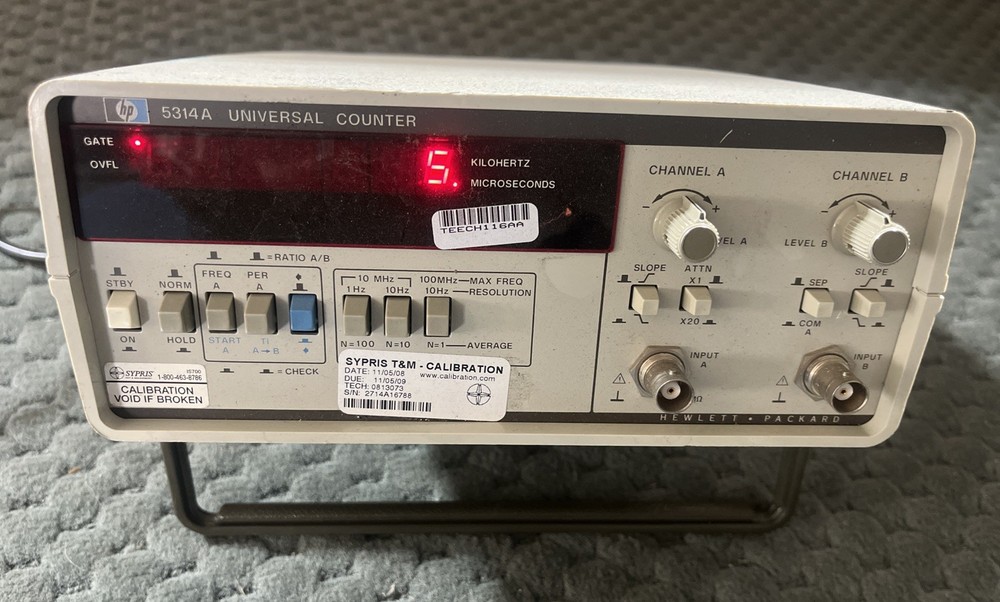 hp 5314A UNIVERSAL COUNTER
GATE
OVFL
5.
KILOHERTZ
MICROSECONDS
TEECH116AA
CHANNEL A
CHANNEL B
- +
- +
LEVEL B
=RATIO A/B
STBY
NORM
FREQ A
PER A
ON
HOLD
START A
TI A→B
=CHECK
10 MHz
100MHz
MAX FREQ
1Hz
10Hz
10Hz
RESOLUTION
N=100
N=10
N=1
AVERAGE
SLOPE
ATTN
X1
X20
SEP
COM A
SLOPE
INPUT A
INPUT B
SYPRIS
1-800-463-8786
CALIBRATION
VOID IF BROKEN
SYPRIS T&M - CALIBRATION
DATE: 11/05/08
www.calibration.com
DUE: 11/05/09
TECH: 0813073
S/N: 2714A16788
HEWLETT • PACKARD